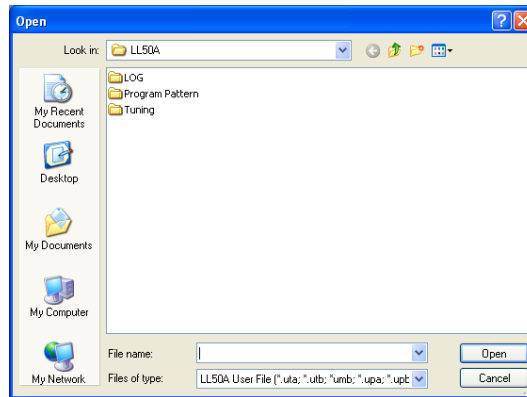 Open
Look in:
LL50A
LOG
Program Pattern
Tuning
My Recent
Documents
Desktop
My Documents
My Computer
My Network
File name:
Open
Files of type:
LL50A User File (*.uta; *.utb; *umb; *.upa; *.upb
Cancel